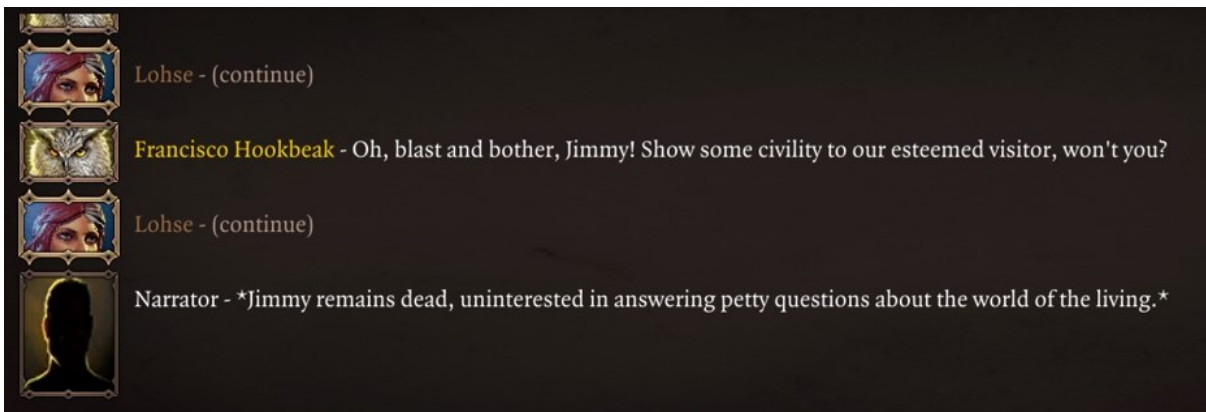 Lohse - (continue)
Francisco Hookbeak - Oh, blast and bother, Jimmy! Show some civility to our esteemed visitor, won't you?
Lohse - (continue)
Narrator - *Jimmy remains dead, uninterested in answering petty questions about the world of the living.*